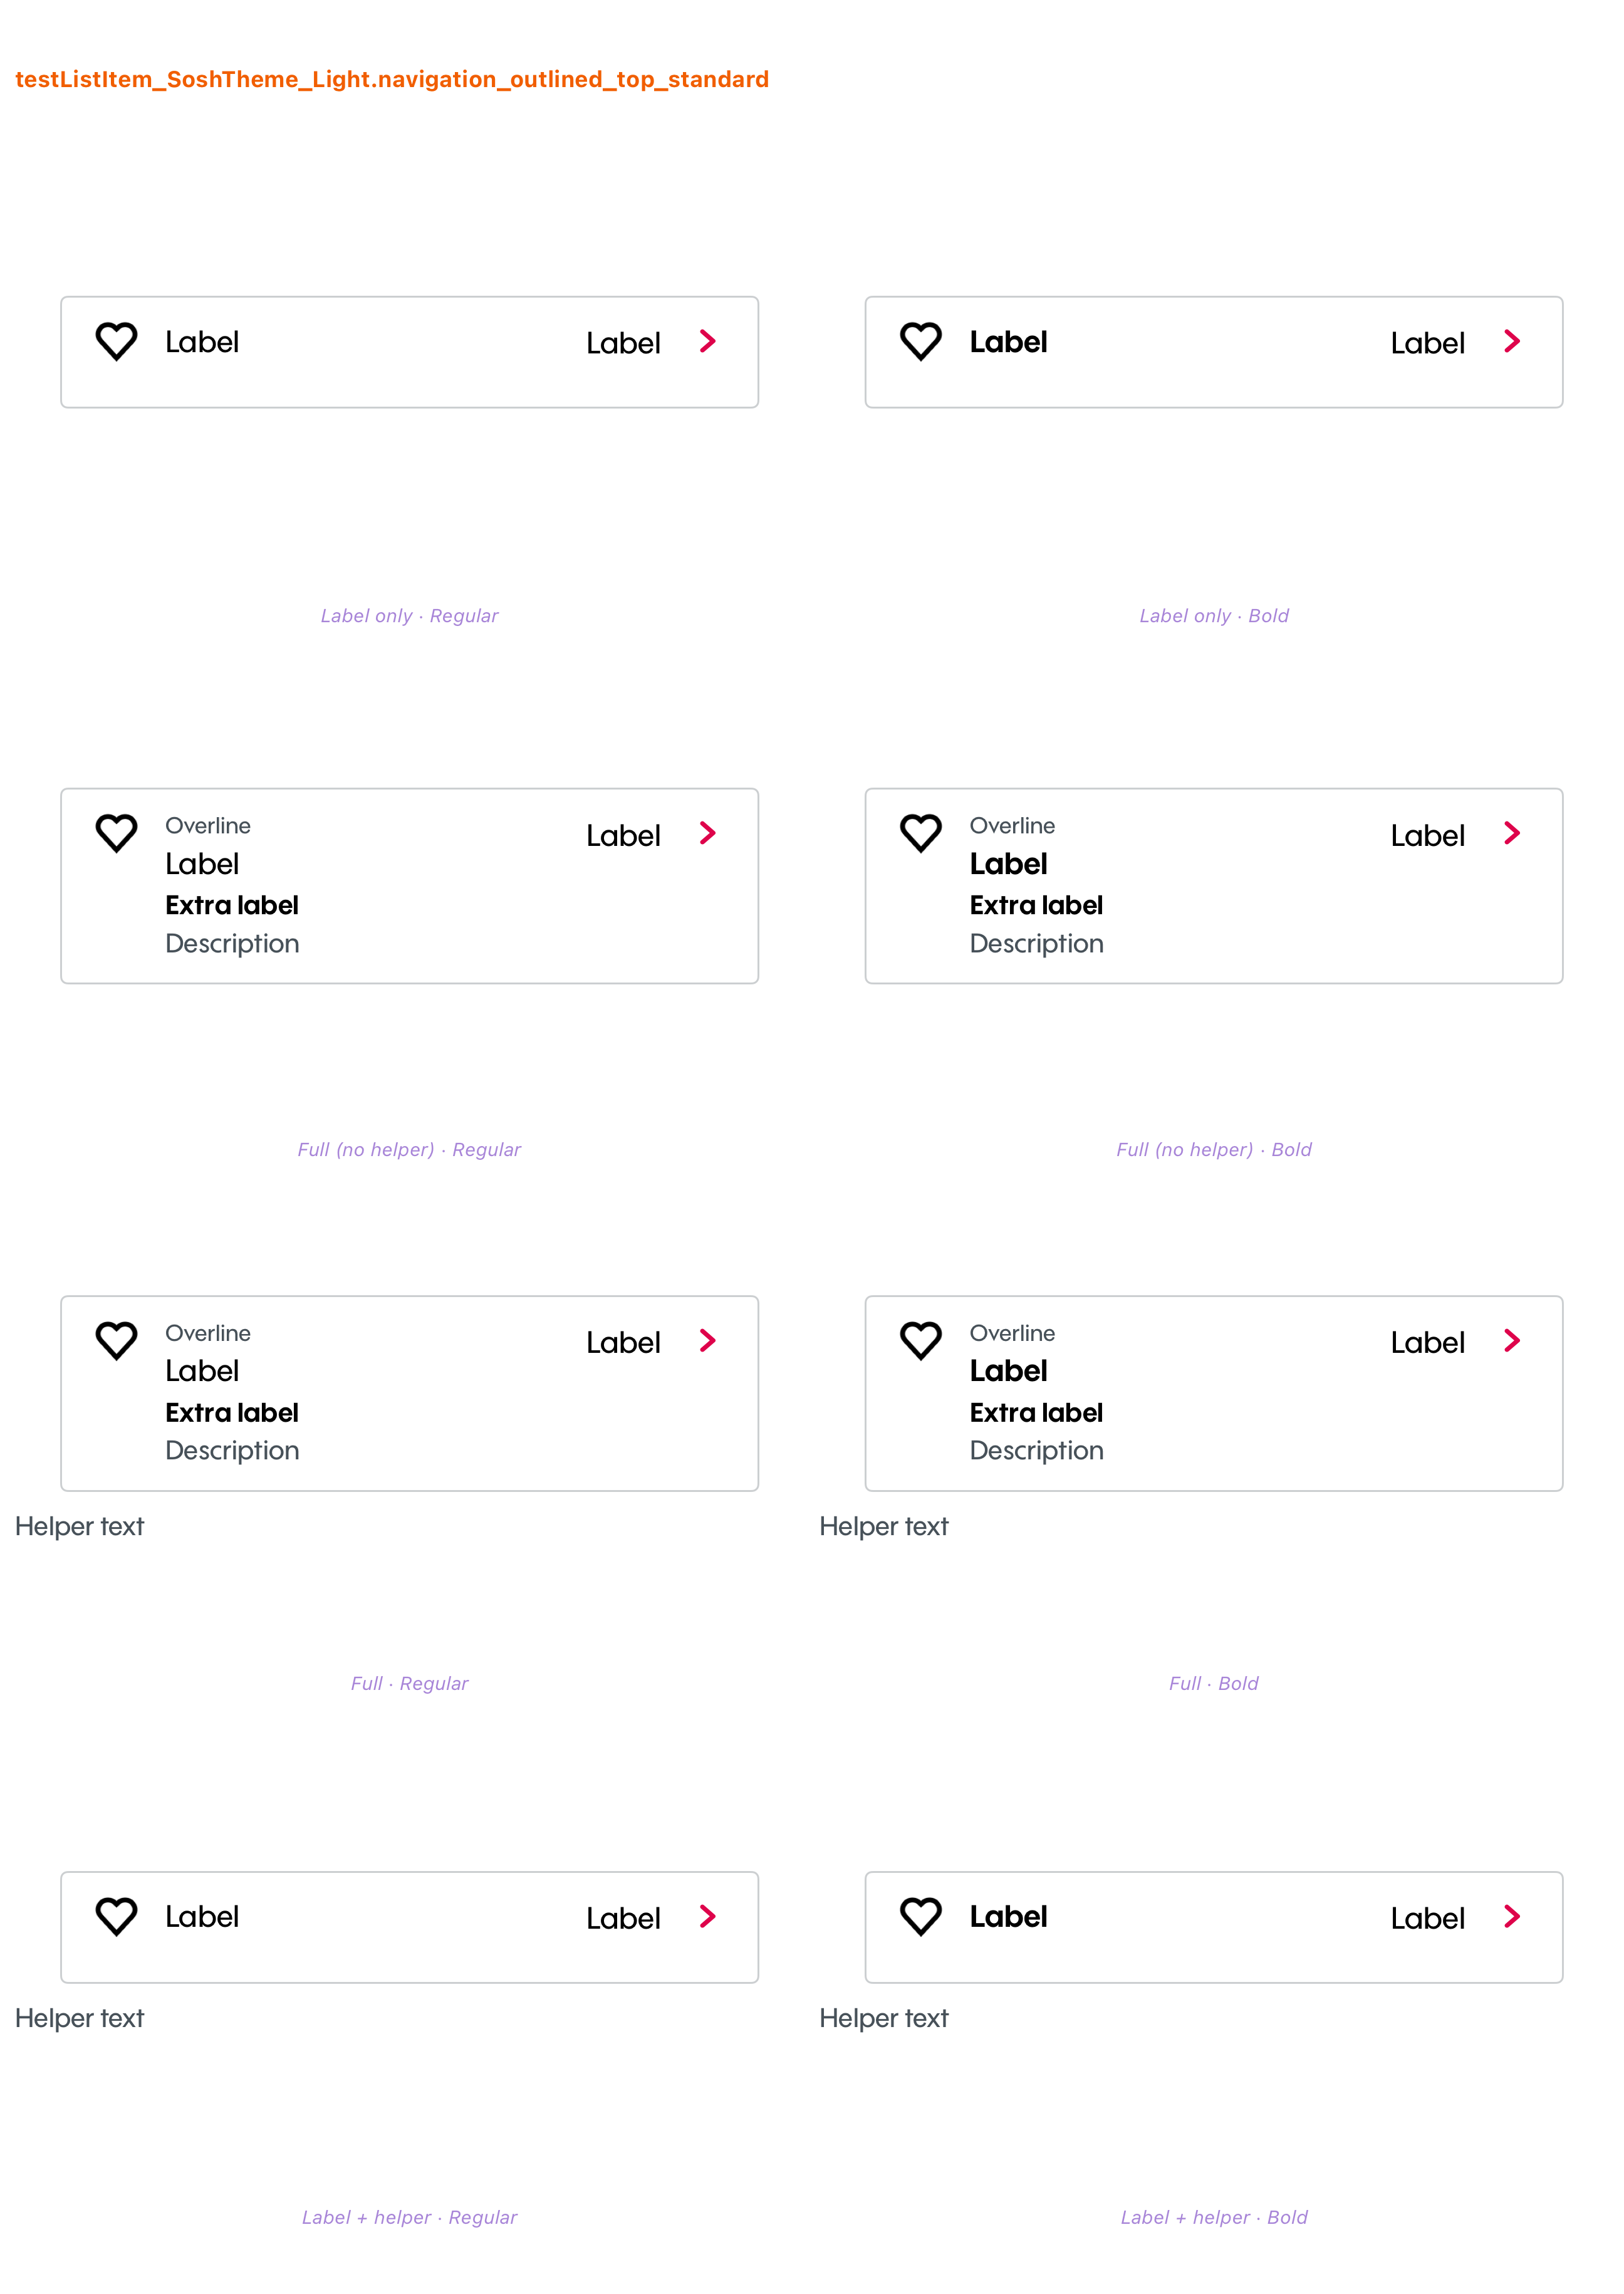 testListItem_SoshTheme_Light.navigation_outlined_top_standard
Label Label
Label Label
Label only · Regular
Label only · Bold
Overline
Label
Label
Extra label
Description
Overline
Label
Label
Extra label
Description
Full (no helper) · Regular
Full (no helper) · Bold
Overline
Label
Label
Extra label
Description
Helper text
Overline
Label
Label
Extra label
Description
Helper text
Full · Regular
Full · Bold
Label Label
Helper text
Label Label
Helper text
Label + helper · Regular
Label + helper · Bold